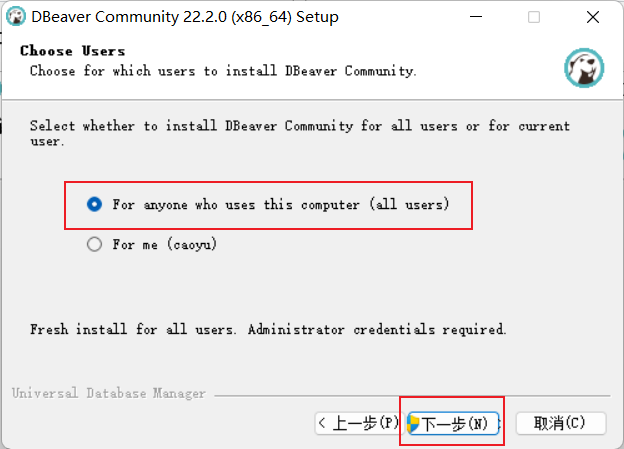 DBeaver Community 22.2.0 (x86_64) Setup
Choose Users
Choose for which users to install DBeaver Community.
Select whether to install DBeaver Community for all users or for current
user.
For anyone who uses this computer (all users)
For me (caoyu)
Fresh install for all users. Administrator credentials required.
Universal Database Manager
< 上一步(P) 下一步(N) 取消(C)